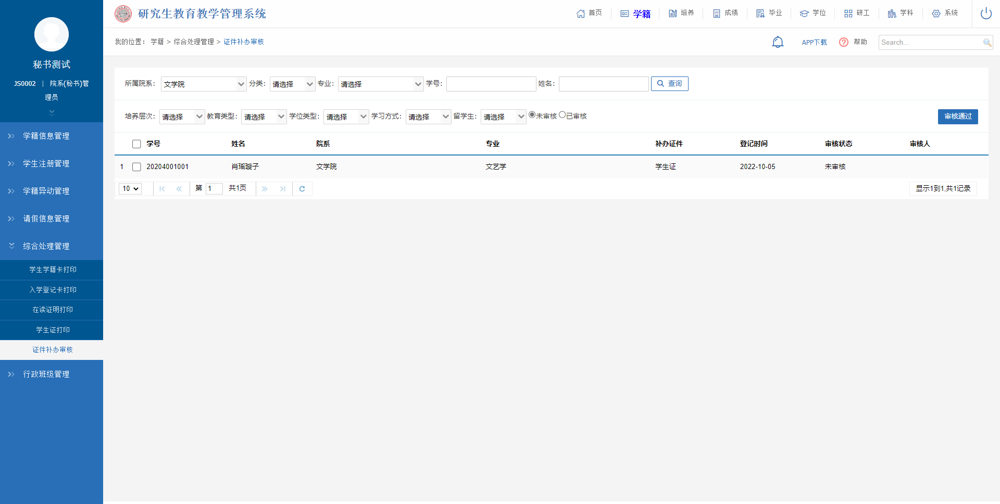 研究生教育教学管理系统
首页 学籍 培养 成绩 毕业 学位 研工 学科 系统
我的位置： 学籍 > 综合处理管理 > 证件补办审核
APP下载 帮助 Search...
秘书测试
JS0002 | 院系(秘书)管
理员
学籍信息管理
学生注册管理
学籍异动管理
请假信息管理
综合处理管理
学生学籍卡打印
入学登记卡打印
在读证明打印
学生证打印
证件补办审核
行政班级管理
所属院系： 文学院 分类： 请选择 专业： 请选择 学号： 姓名： 查询
培养层次： 请选择 教育类型： 请选择 学位类型： 请选择 学习方式： 请选择 留学生： 请选择 未审核 已审核 审核通过
学号 姓名 院系 专业 补办证件 登记时间 审核状态 审核人
1 20204001001 肖瑶璇子 文学院 文艺学 学生证 2022-10-05 未审核
10 第 1 共1页 显示1到1,共1记录